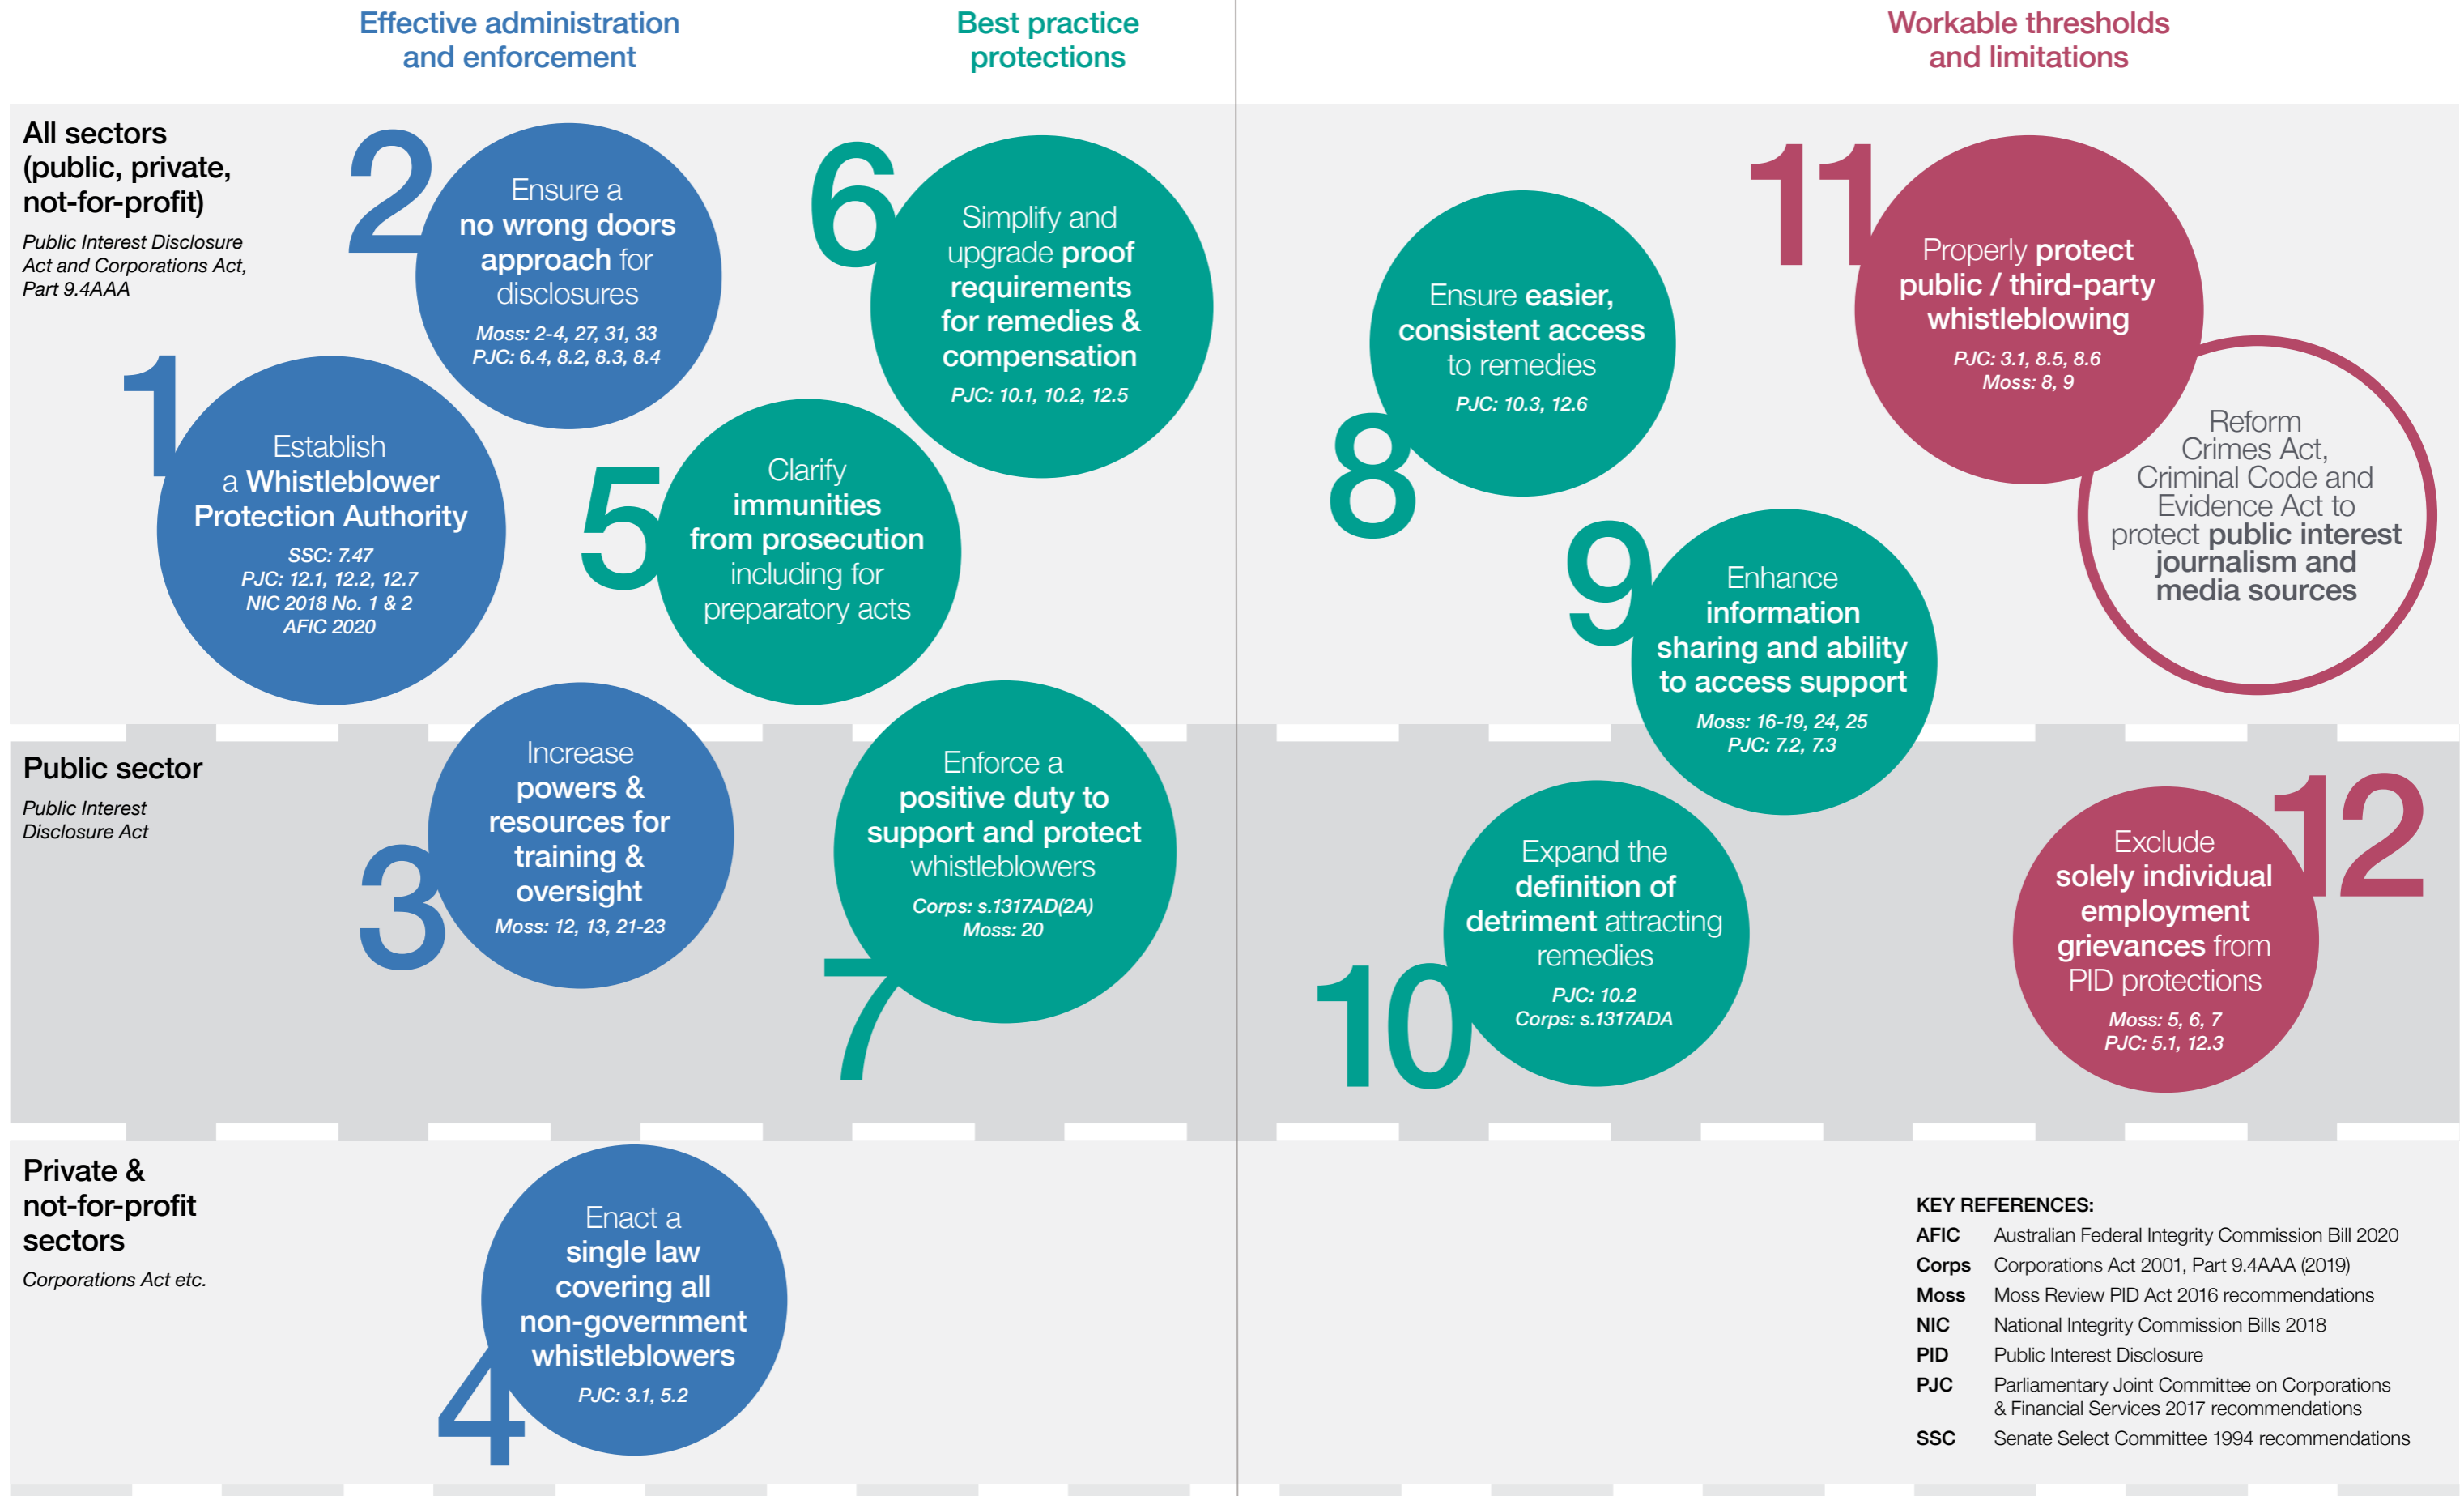 Effective administration
and enforcement
Best practice
protections
Workable thresholds
and limitations
All sectors
(public, private,
not-for-profit)
Public Interest Disclosure
Act and Corporations Act,
Part 9.4AAA
1
Establish
a Whistleblower
Protection Authority
SSC: 7.47
PJC: 12.1, 12.2, 12.7
NIC 2018 No. 1 & 2
AFIC 2020
2
Ensure a
no wrong doors
approach for
disclosures
Moss: 2-4, 27, 31, 33
PJC: 6.4, 8.2, 8.3, 8.4
5
Clarify
immunities
from prosecution
including for
preparatory acts
6
Simplify and
upgrade proof
requirements
for remedies &
compensation
PJC: 10.1, 10.2, 12.5
8
Ensure easier,
consistent access
to remedies
PJC: 10.3, 12.6
9
Enhance
information
sharing and ability
to access support
Moss: 16-19, 24, 25
PJC: 7.2, 7.3
11
Properly protect
public / third-party
whistleblowing
PJC: 3.1, 8.5, 8.6
Moss: 8, 9
Reform
Crimes Act,
Criminal Code and
Evidence Act to
protect public interest
journalism and
media sources
Public sector
Public Interest
Disclosure Act
3
Increase
powers &
resources for
training &
oversight
Moss: 12, 13, 21-23
7
Enforce a
positive duty to
support and protect
whistleblowers
Corps: s.1317AD(2A)
Moss: 20
10
Expand the
definition of
detriment attracting
remedies
PJC: 10.2
Corps: s.1317ADA
12
Exclude
solely individual
employment
grievances from
PID protections
Moss: 5, 6, 7
PJC: 5.1, 12.3
Private &
not-for-profit
sectors
Corporations Act etc.
4
Enact a
single law
covering all
non-government
whistleblowers
PJC: 3.1, 5.2
KEY REFERENCES:
AFIC Australian Federal Integrity Commission Bill 2020
Corps Corporations Act 2001, Part 9.4AAA (2019)
Moss Moss Review PID Act 2016 recommendations
NIC National Integrity Commission Bills 2018
PID Public Interest Disclosure
PJC Parliamentary Joint Committee on Corporations
& Financial Services 2017 recommendations
SSC Senate Select Committee 1994 recommendations